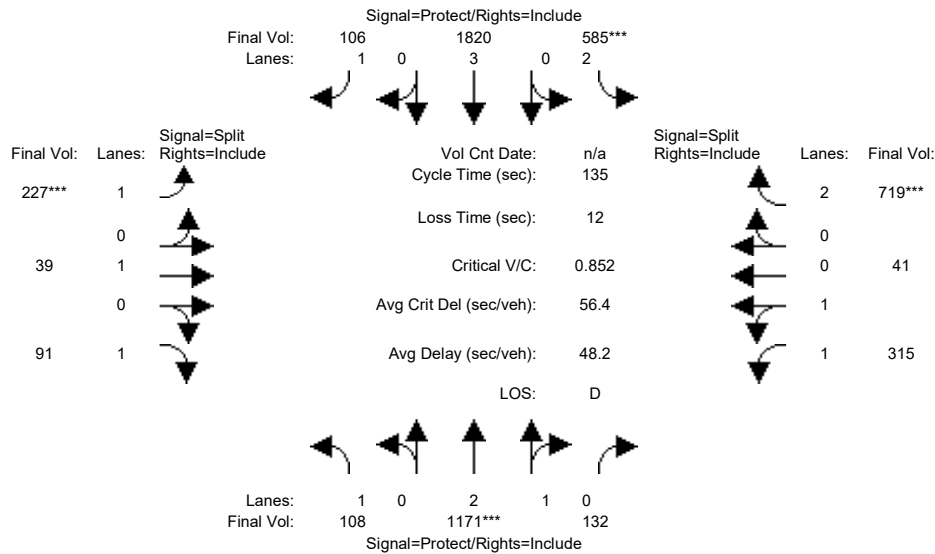 Signal=Protect/Rights=Include
Final Vol: 106 1820 585***
Lanes: 1 0 3 0 2
Signal=Split
Final Vol: Lanes: Rights=Include
Vol Cnt Date: n/a
Signal=Split
Rights=Include Lanes: Final Vol:
Cycle Time (sec): 135
227*** 1
2 719***
Loss Time (sec): 12
0
0
39 1
Critical V/C: 0.852
0 41
0
Avg Crit Del (sec/veh): 56.4
1
91 1
Avg Delay (sec/veh): 48.2
1 315
LOS: D
Lanes: 1 0 2 1 0
Final Vol: 108 1171*** 132
Signal=Protect/Rights=Include